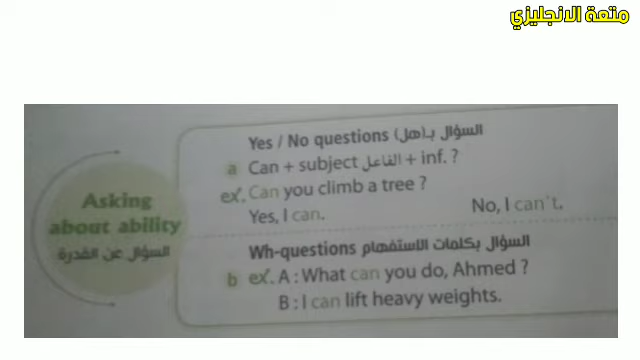 متعة الانجليزي
Asking
about ability
السؤال عن القدرة
Yes / No questions السؤال بـ(هل)
a Can + subject الفاعل + inf. ?
ex. Can you climb a tree ?
Yes, I can. No, I can't.
Wh-questions السؤال بكلمات الاستفهام
b ex. A : What can you do, Ahmed ?
B : I can lift heavy weights.